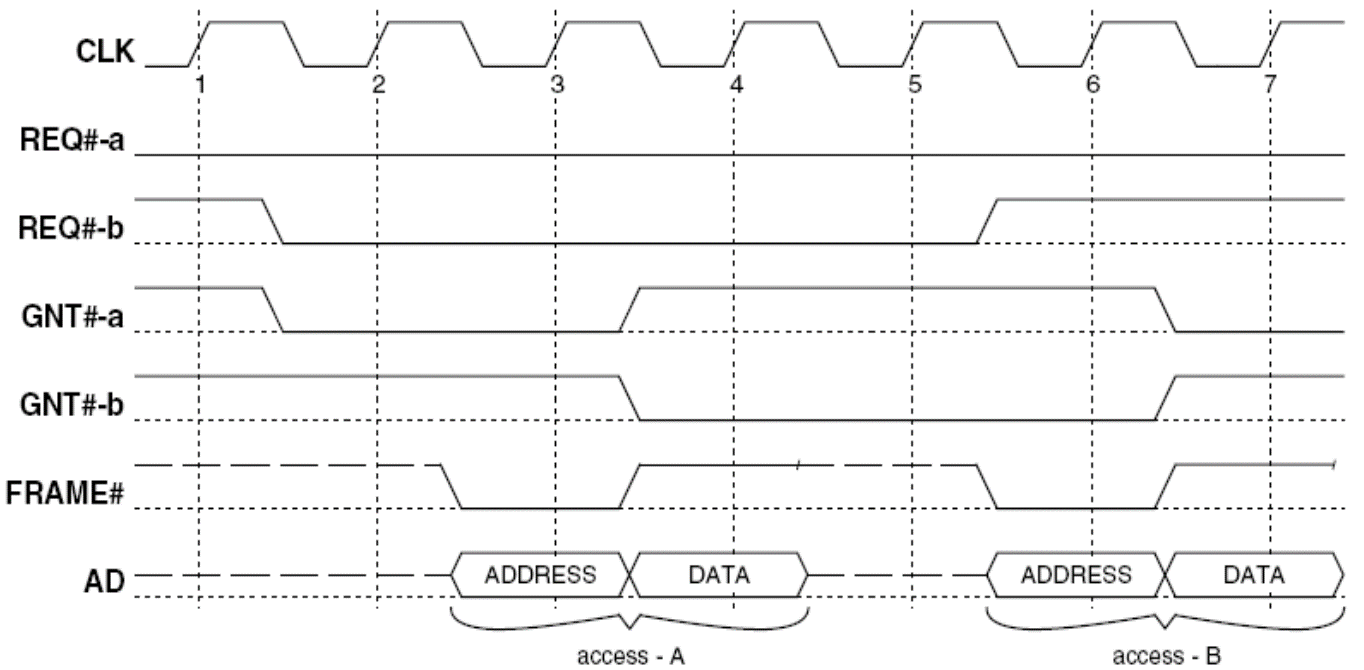 CLK
1 2 3 4 5 6 7
REQ#-a
REQ#-b
GNT#-a
GNT#-b
FRAME#
AD ADDRESS DATA ADDRESS DATA
access - A access - B